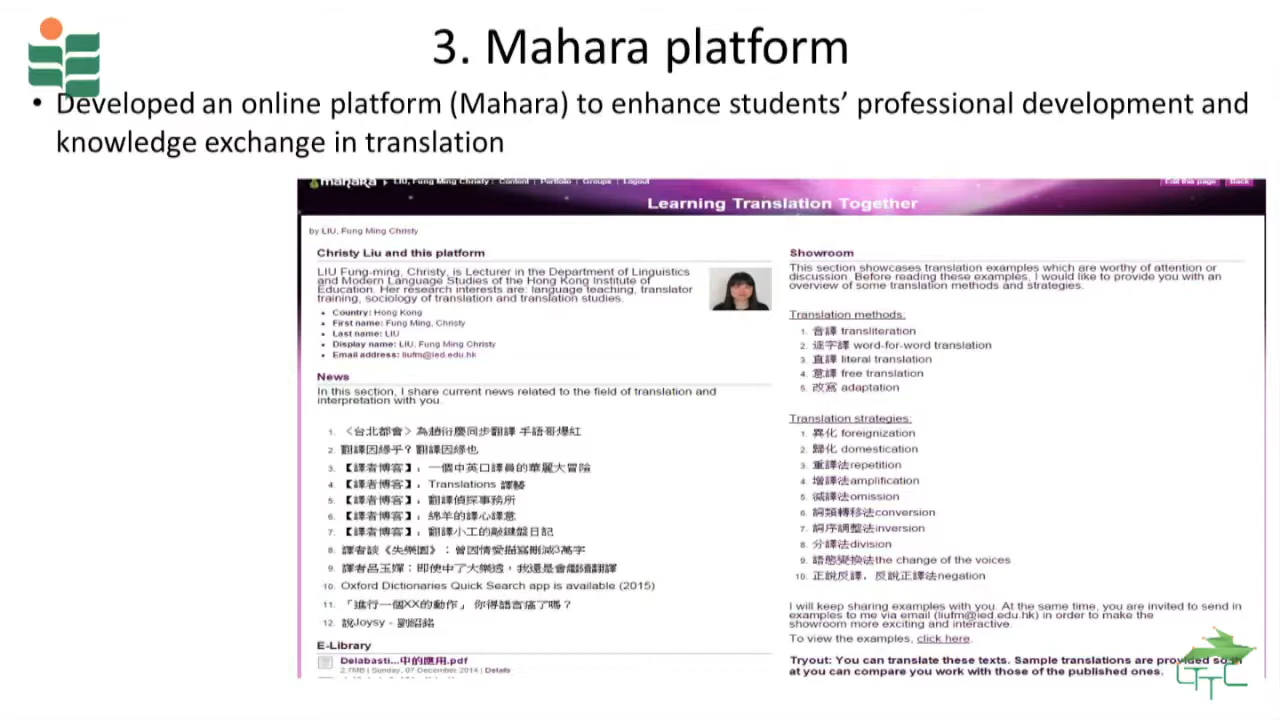 3. Mahara platform
• Developed an online platform (Mahara) to enhance students’ professional development and
knowledge exchange in translation
mahara ▸ LIU, Fung Ming Christy : Content | Portfolio | Groups | Logout
Edit this page Back
Learning Translation Together
by LIU, Fung Ming Christy
Christy Liu and this platform
LIU Fung-ming, Christy, is Lecturer in the Department of Linguistics
and Modern Language Studies of the Hong Kong Institute of
Education. Her research interests are: language teaching, translator
training, sociology of translation and translation studies.
• Country: Hong Kong
• First name: Fung Ming, Christy
• Last name: LIU
• Display name: LIU, Fung Ming Christy
• Email address: liufm@ied.edu.hk
News
In this section, I share current news related to the field of translation and
interpretation with you.
1. 〈台北都會〉為趙衍慶同步翻譯 手語哥爆紅
2. 翻譯因緣乎? 翻譯因緣也
3. 【譯者博客】: 一個中英口譯員的華麗大冒險
4. 【譯者博客】: Translations 譯藝
5. 【譯者博客】: 翻譯偵探事務所
6. 【譯者博客】: 綿羊的譯心譯意
7. 【譯者博客】: 翻譯小工的敲鍵盤日記
8. 譯者談《失樂園》：曾因情愛描寫刪減3萬字
9. 譯者呂玉嬋：即使中了大樂透，我還是會繼續翻譯
10. Oxford Dictionaries Quick Search app is available (2015)
11. 「進行一個XX的動作」 你得語言癌了嗎？
12. 說Joysy - 劉紹銘
E-Library
Delabasti...中的應用.pdf
2.7MB | Sunday, 07 December 2014 | Details
Showroom
This section showcases translation examples which are worthy of attention or
discussion. Before reading these examples, I would like to provide you with an
overview of some translation methods and strategies.
Translation methods:
1. 音譯 transliteration
2. 逐字譯 word-for-word translation
3. 直譯 literal translation
4. 意譯 free translation
5. 改寫 adaptation
Translation strategies:
1. 異化 foreignization
2. 歸化 domestication
3. 重譯法repetition
4. 增譯法amplification
5. 減譯法omission
6. 詞類轉移法conversion
7. 詞序調整法inversion
8. 分譯法division
9. 語態變換法the change of the voices
10. 正說反譯，反說正譯法negation
I will keep sharing examples with you. At the same time, you are invited to send in
examples to me via email (liufm@ied.edu.hk) in order to make the
showroom more exciting and interactive.
To view the examples, click here.
Tryout: You can translate these texts. Sample translations are provided so th
at you can compare you work with those of the published ones.